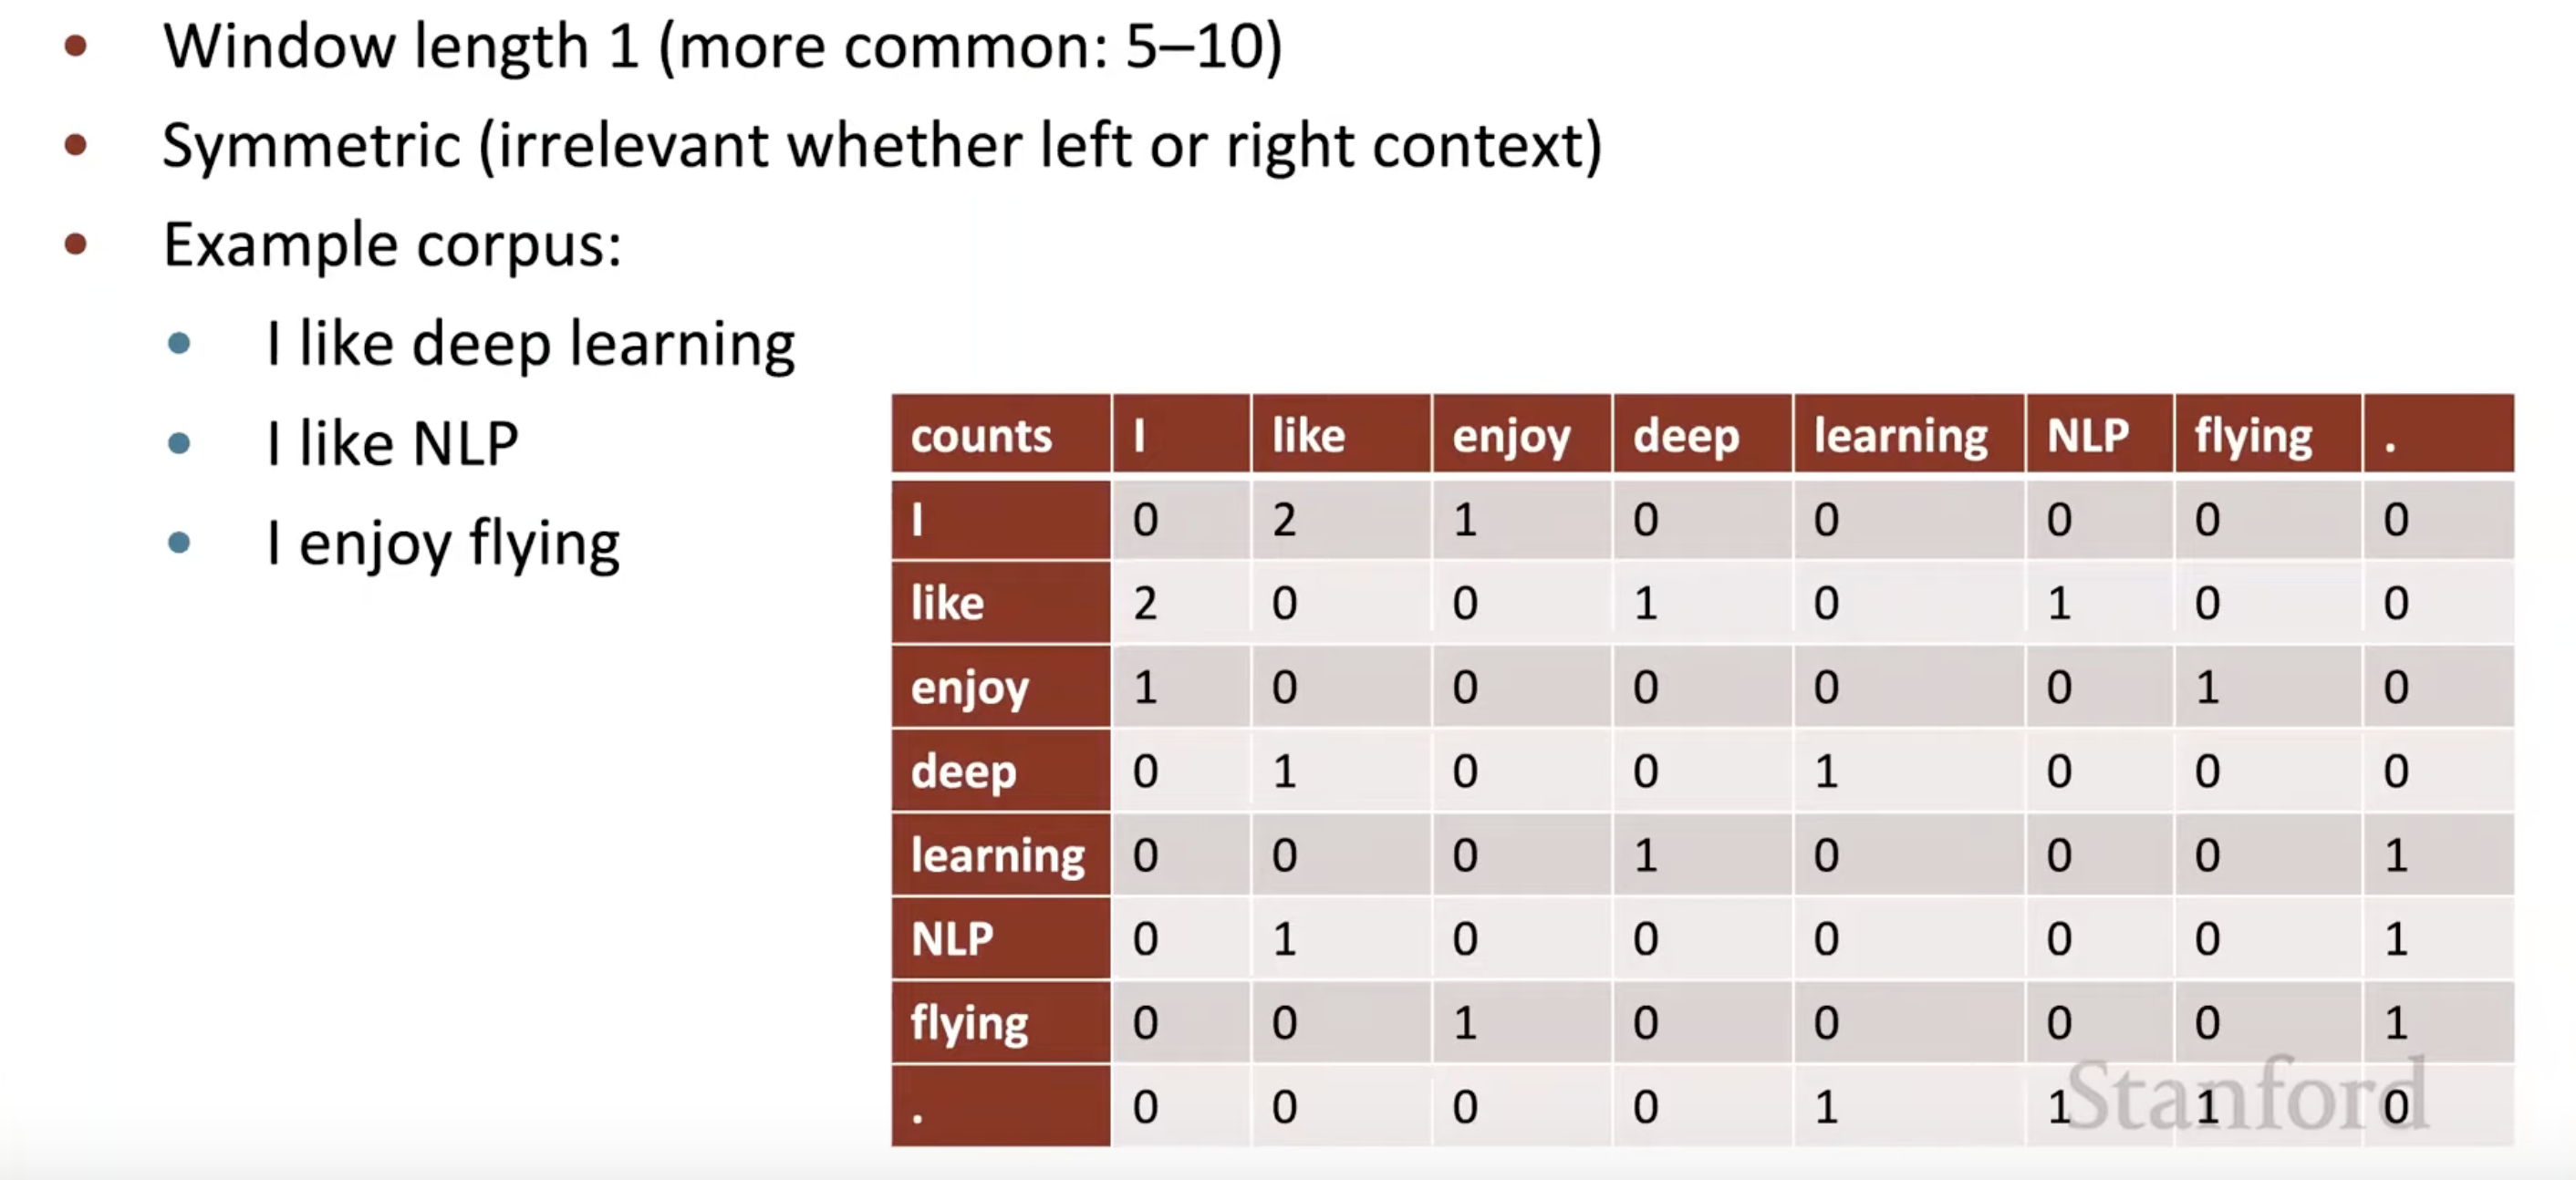 • Window length 1 (more common: 5–10)
• Symmetric (irrelevant whether left or right context)
• Example corpus:
• I like deep learning
• I like NLP
• I enjoy flying
counts I like enjoy deep learning NLP flying .
I 0 2 1 0 0 0 0 0
like 2 0 0 1 0 1 0 0
enjoy 1 0 0 0 0 0 1 0
deep 0 1 0 0 1 0 0 0
learning 0 0 0 1 0 0 0 1
NLP 0 1 0 0 0 0 0 1
flying 0 0 1 0 0 0 0 1
. 0 0 0 0 1 1 1 0
Stanford